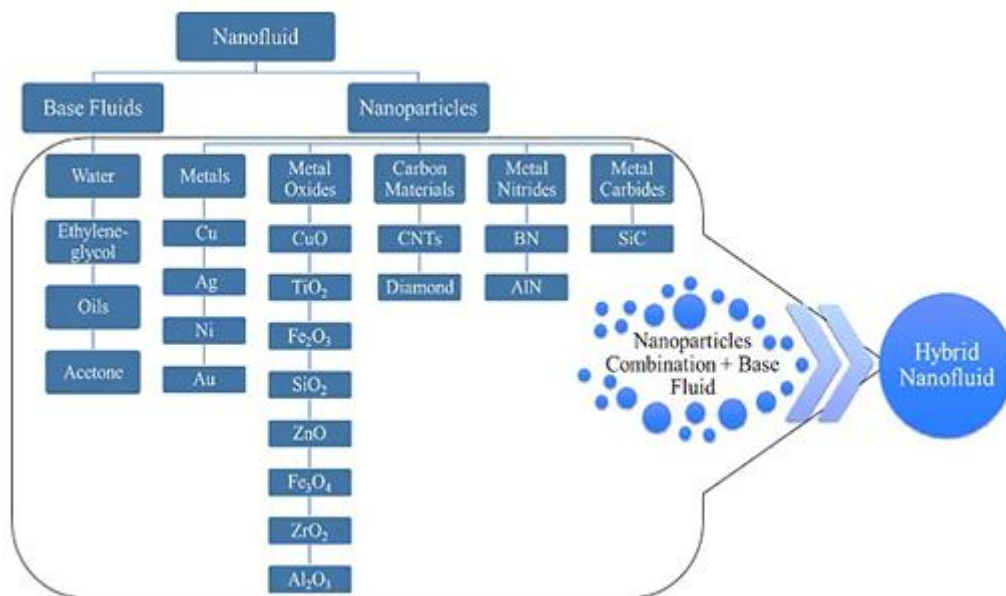 Nanofluid
Base Fluids
Nanoparticles
Water
Metals
Metal
Oxides
Carbon
Materials
Metal
Nitrides
Metal
Carbides
Ethylene-
glycol
Cu
CuO
CNTs
BN
SiC
Oils
Ag
TiO₂
Diamond
AlN
Acetone
Ni
Fe₂O₃
Au
SiO₂
ZnO
Fe₃O₄
ZrO₂
Al₂O₃
Nanoparticles
Combination + Base
Fluid
Hybrid
Nanofluid